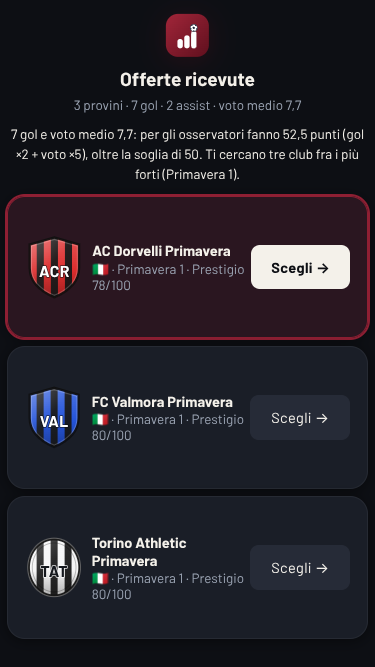 Offerte ricevute
3 provini · 7 gol · 2 assist · voto medio 7,7
7 gol e voto medio 7,7: per gli osservatori fanno 52,5 punti (gol
×2 + voto ×5), oltre la soglia di 50. Ti cercano tre club fra i più
forti (Primavera 1).
ACR
AC Dorvelli Primavera
🇮🇹 · Primavera 1 · Prestigio
78/100
Scegli →
VAL
FC Valmora Primavera
🇮🇹 · Primavera 1 · Prestigio
80/100
Scegli →
TAT
Torino Athletic
Primavera
🇮🇹 · Primavera 1 · Prestigio
80/100
Scegli →